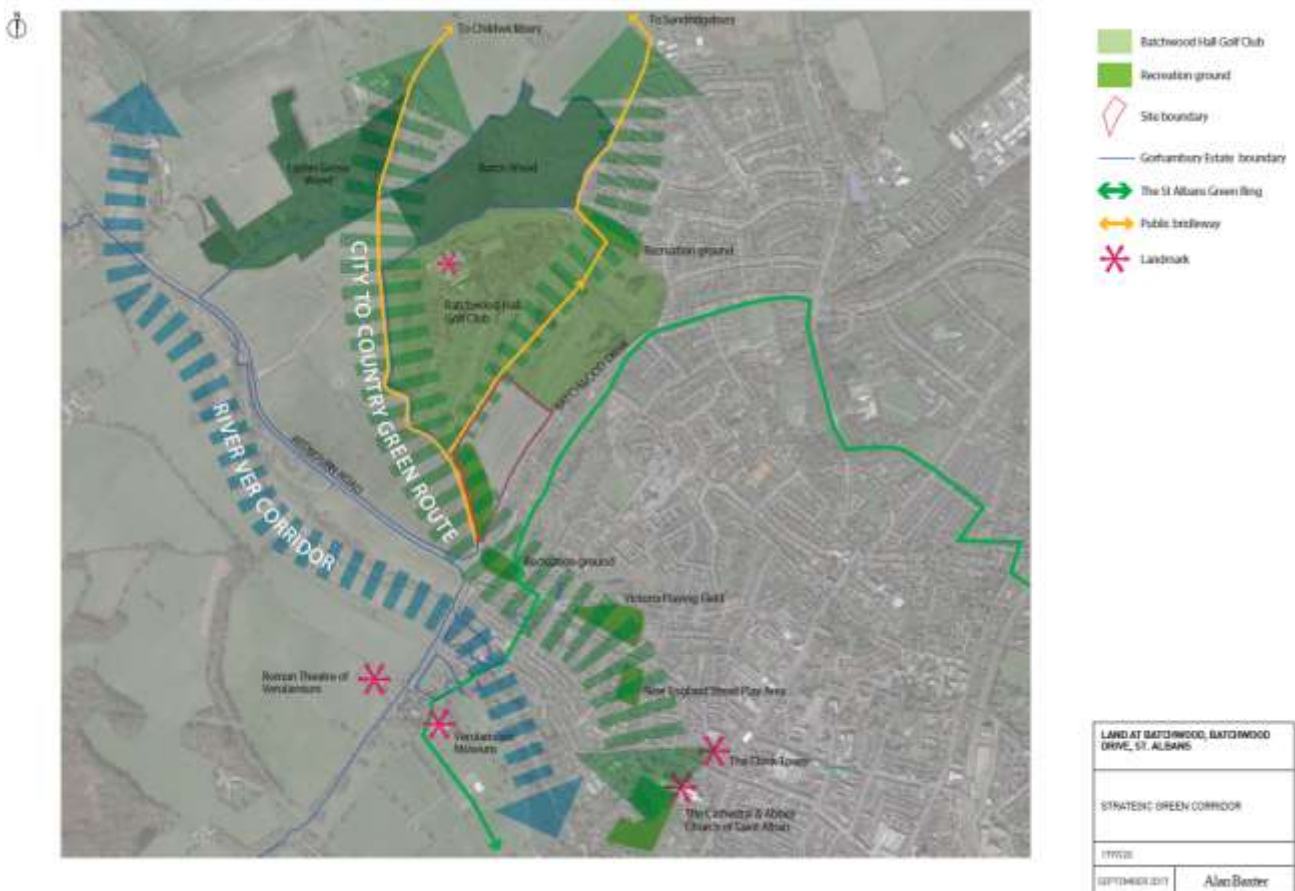 N
To Childwickbury
To Sandridgebury
Batch Wood
Recreation ground
Batchwood Hall
Golf Club
CITY TO COUNTRY GREEN ROUTE
BATCHWOOD DRIVE
RIVER VER CORRIDOR
Recreation ground
Victoria Playing Field
Roman Theatre of
Verulamium
New England Street Play Area
Verulamium
Museum
The Clock Tower
The Cathedral & Abbey
Church of Saint Alban
Batchwood Hall Golf Club
Recreation ground
Site boundary
Gorhambury Estate boundary
The St Albans Green Ring
Public bridleway
Landmark
LAND AT BATCHWOOD, BATCHWOOD
DRIVE, ST. ALBANS
STRATEGIC GREEN CORRIDOR
SEPTEMBER 2017
Alan Baxter